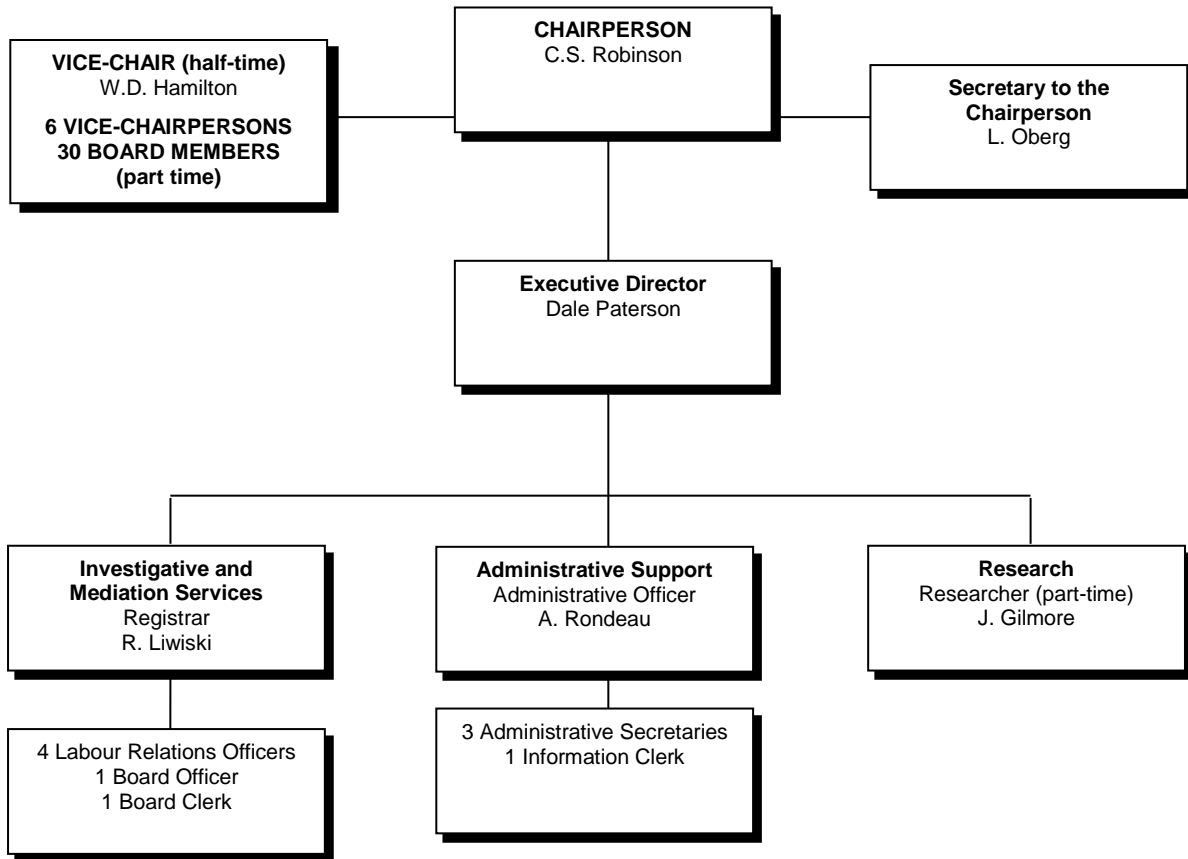 CHAIRPERSON
C.S. Robinson
VICE-CHAIR (half-time)
W.D. Hamilton
6 VICE-CHAIRPERSONS
30 BOARD MEMBERS
(part time)
Secretary to the
Chairperson
L. Oberg
Executive Director
Dale Paterson
Investigative and
Mediation Services
Registrar
R. Liwiski
Administrative Support
Administrative Officer
A. Rondeau
Research
Researcher (part-time)
J. Gilmore
4 Labour Relations Officers
1 Board Officer
1 Board Clerk
3 Administrative Secretaries
1 Information Clerk